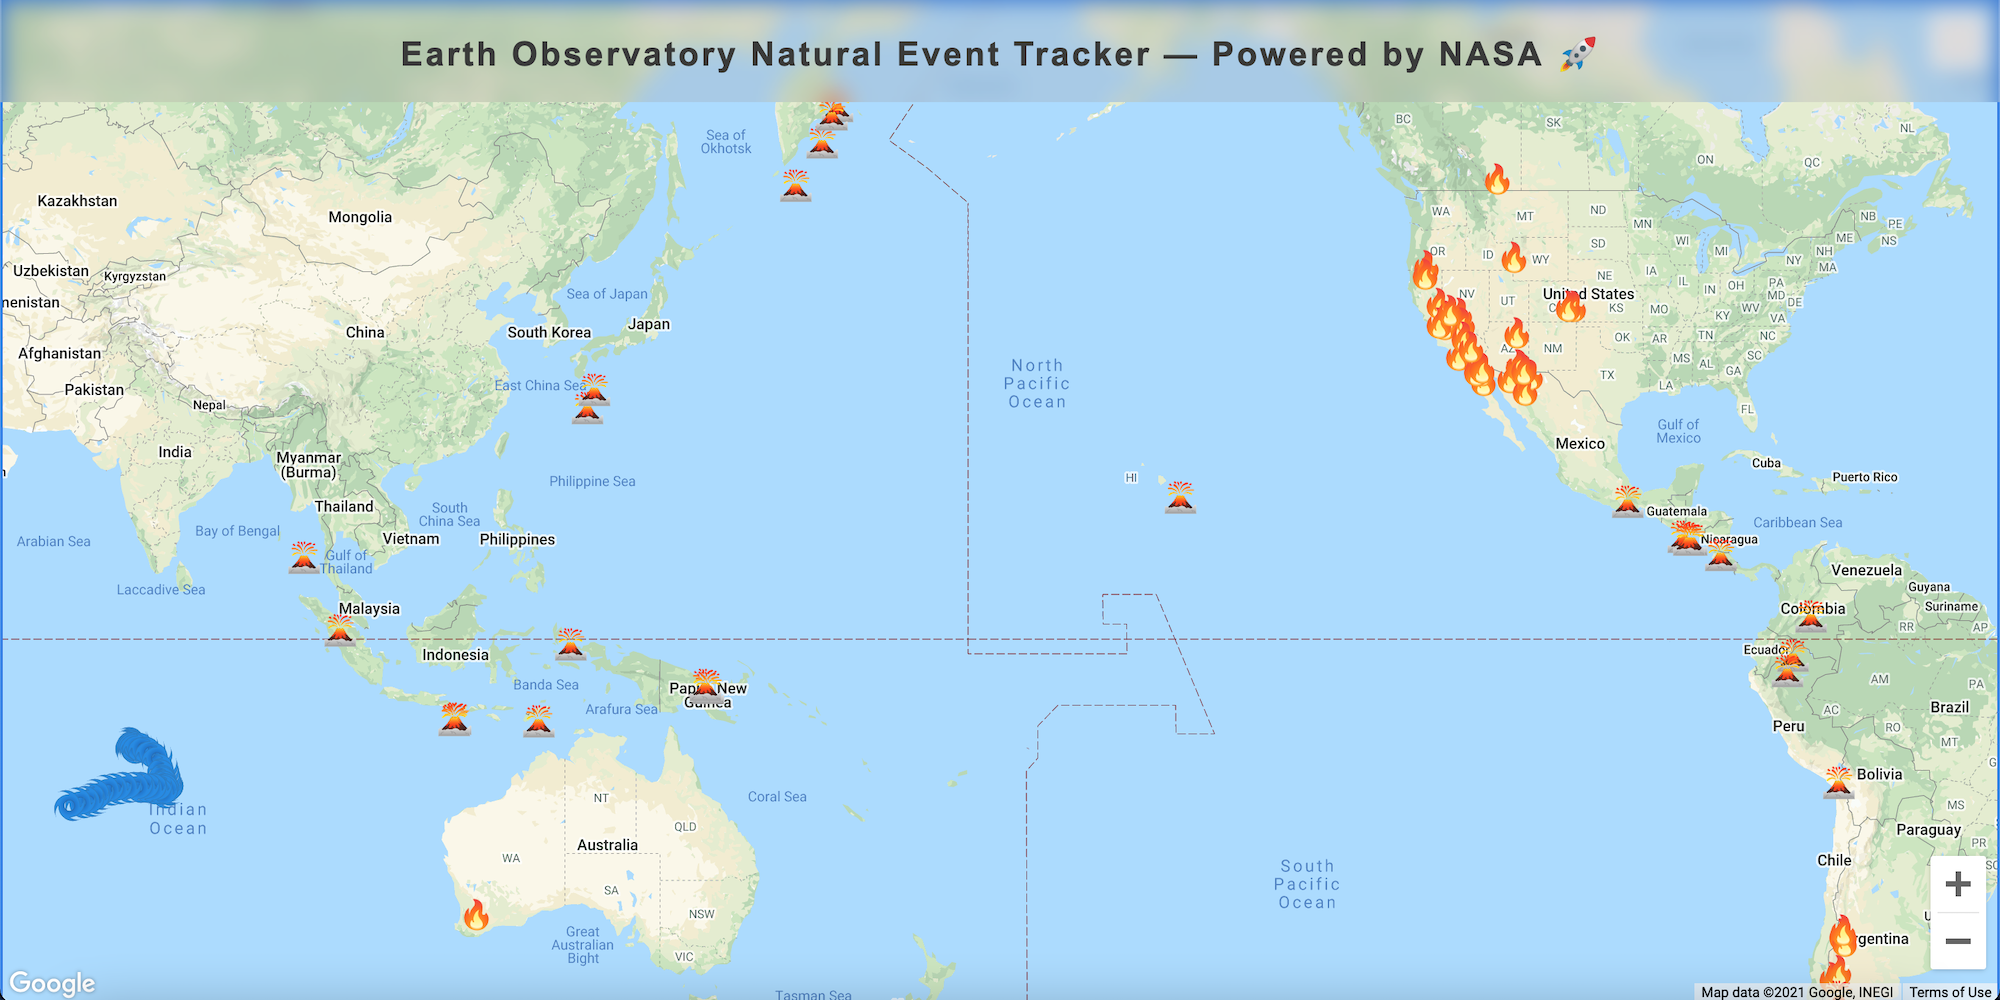 Earth Observatory Natural Event Tracker — Powered by NASA
BC
SK
NL
Sea of
Okhotsk
ON
QC
Kazakhstan
Mongolia
WA
MT
ND
MN
NB
PE
ME
NS
OR
ID
WY
SD
WI
MI
NH
NY
MA
Uzbekistan
Kyrgyzstan
NE
IA
IL
IN
OH
PA
MD
DE
menistan
Sea of Japan
NV
UT
United States
KS
MO
KY
WV
VA
China
South Korea
Japan
Afghanistan
AZ
NM
OK
AR
NC
MS
AL
SC
GA
North
Pacific
Ocean
TX
LA
Pakistan
East China Sea
Nepal
FL
Gulf of
Mexico
India
Myanmar
(Burma)
Mexico
Cuba
Puerto Rico
HI
Philippine Sea
Thailand
South
China Sea
Guatemala
Caribbean Sea
Bay of Bengal
Arabian Sea
Vietnam
Philippines
Nicaragua
Gulf of
Thailand
Laccadive Sea
Venezuela
Guyana
Suriname
Malaysia
Colombia
RR
AP
Indonesia
Ecuador
Banda Sea
Papua New
Guinea
AM
PA
Arafura Sea
AC
Brazil
Peru
RO
MT
Bolivia
Indian
Ocean
NT
Coral Sea
QLD
MS
Paraguay
Australia
PR
WA
Chile
South
Pacific
Ocean
SA
NSW
Great
Australian
Bight
VIC
rgentina
Google
Tasman Sea
Map data ©2021 Google, INEGI
Terms of Use